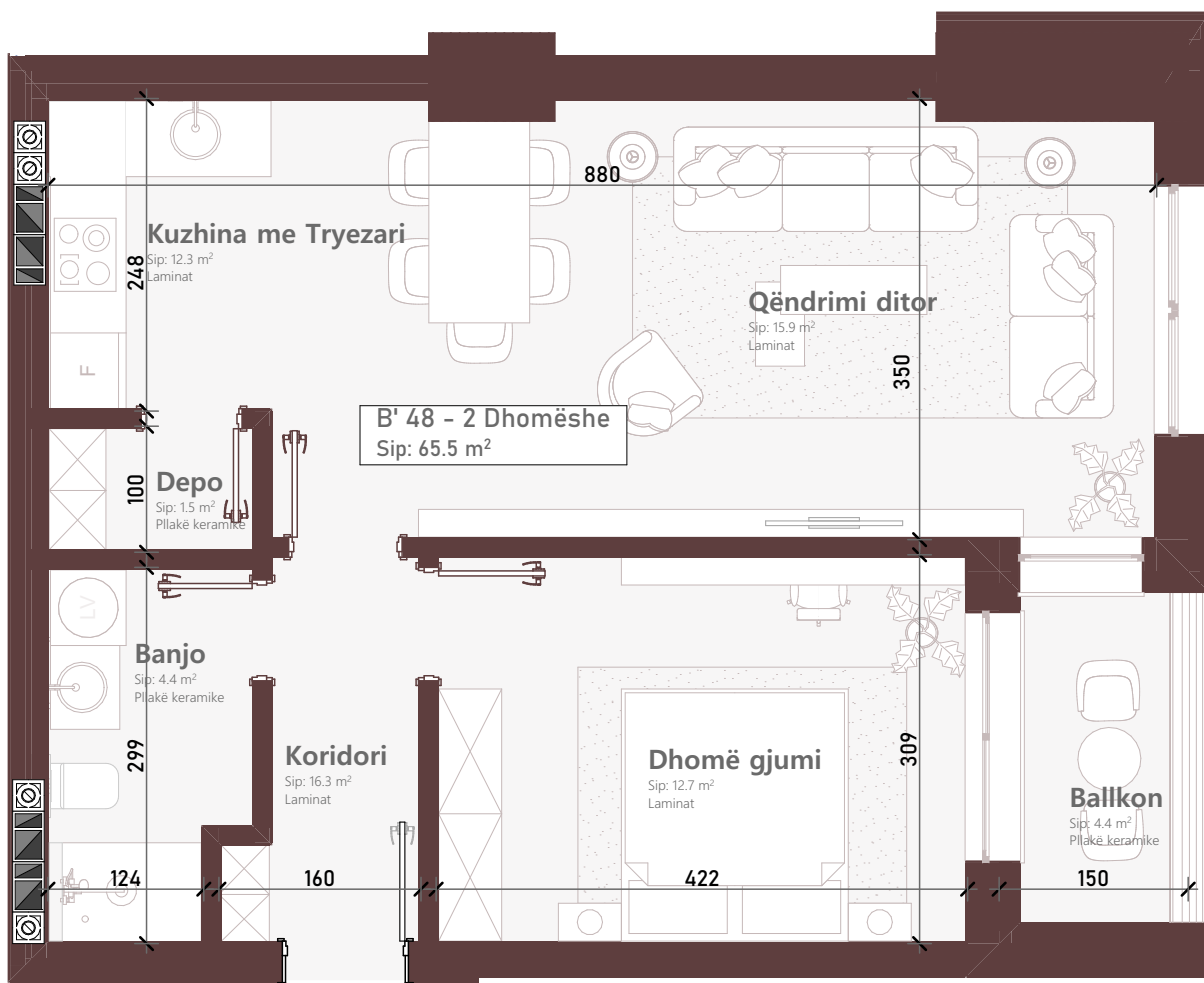 880
Kuzhina me Tryezari
Sip: 12.3 m²
Laminat
248
Qëndrimi ditor
Sip: 15.9 m²
Laminat
350
F
B' 48 - 2 Dhomëshe
Sip: 65.5 m²
Depo
Sip: 1.5 m²
Pllakë keramike
100
LV
Banjo
Sip: 4.4 m²
Pllakë keramike
299
Koridori
Sip: 16.3 m²
Laminat
Dhomë gjumi
Sip: 12.7 m²
Laminat
309
Ballkon
Sip: 4.4 m²
Pllakë keramike
124
160
422
150